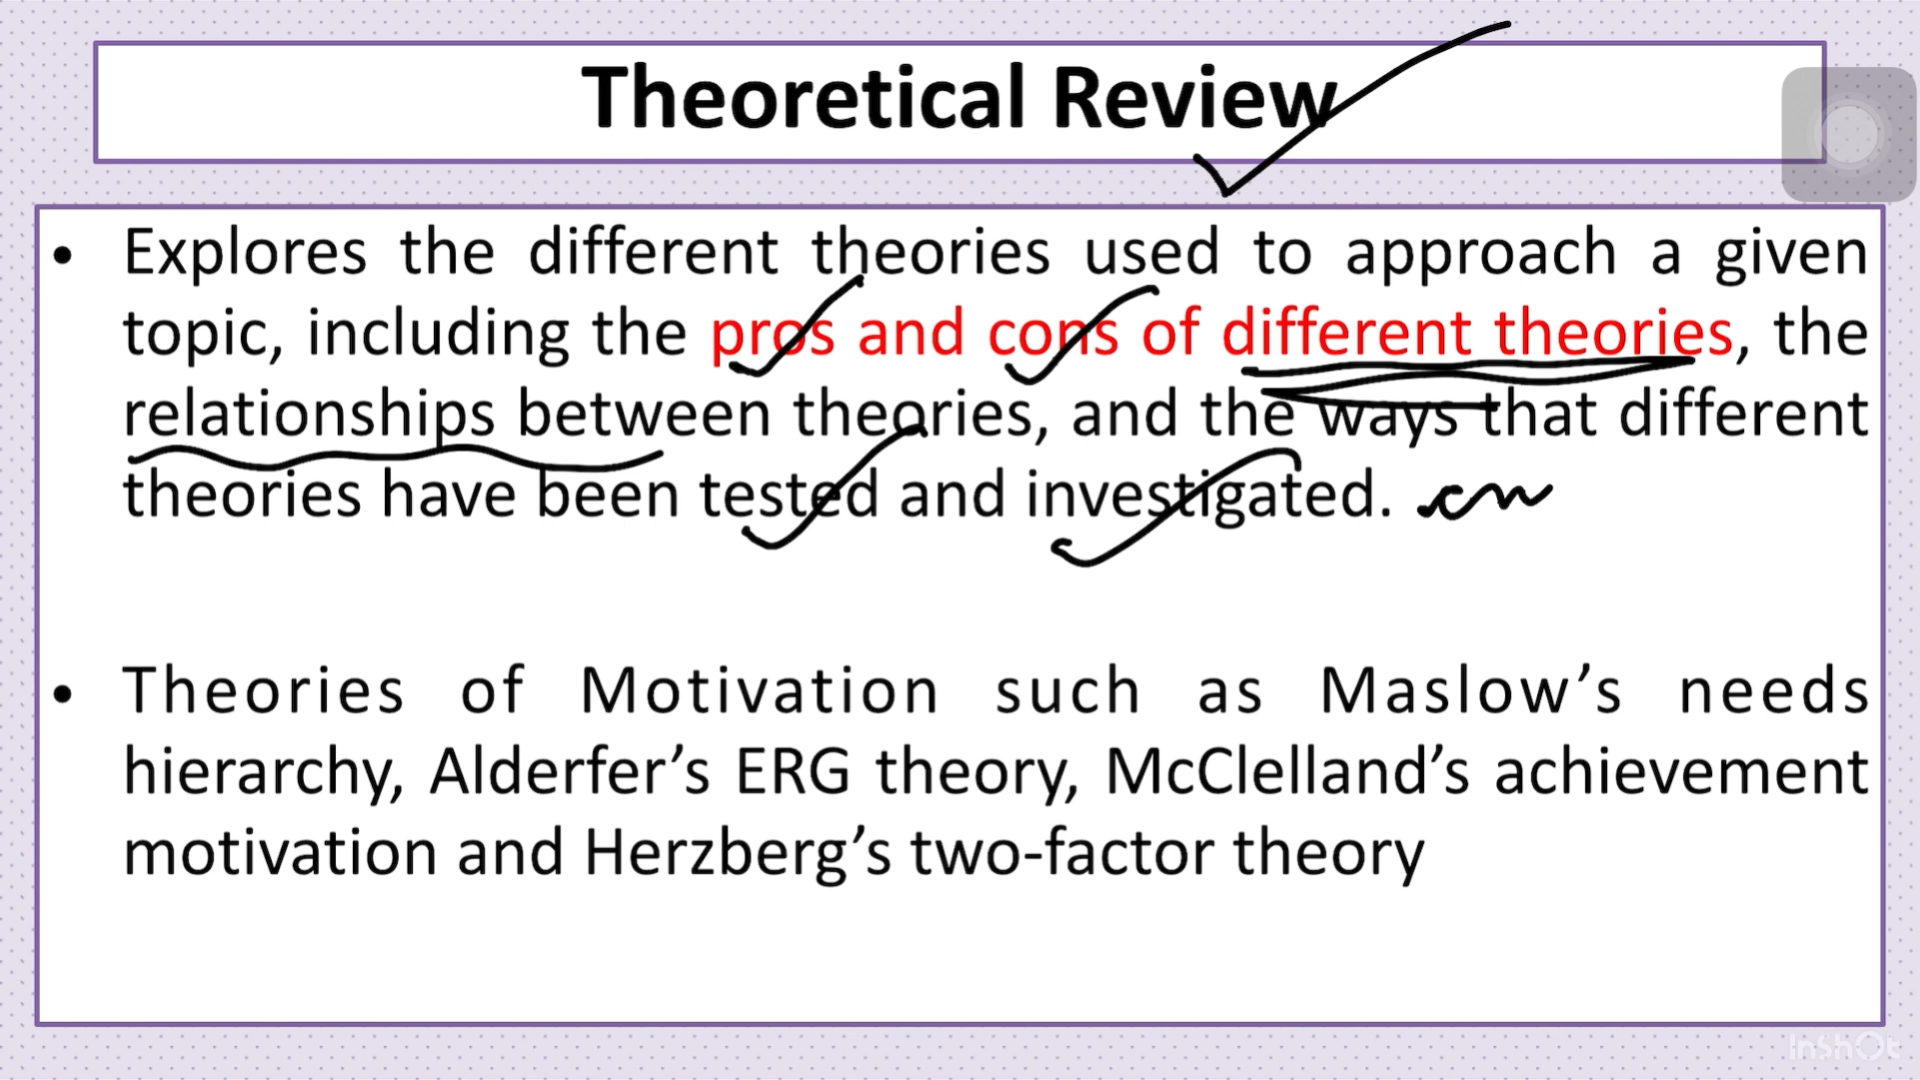 Theoretical Review
• Explores the different theories used to approach a given
topic, including the pros and cons of different theories, the
relationships between theories, and the ways that different
theories have been tested and investigated.
• Theories of Motivation such as Maslow’s needs
hierarchy, Alderfer’s ERG theory, McClelland’s achievement
motivation and Herzberg’s two-factor theory
InShOt